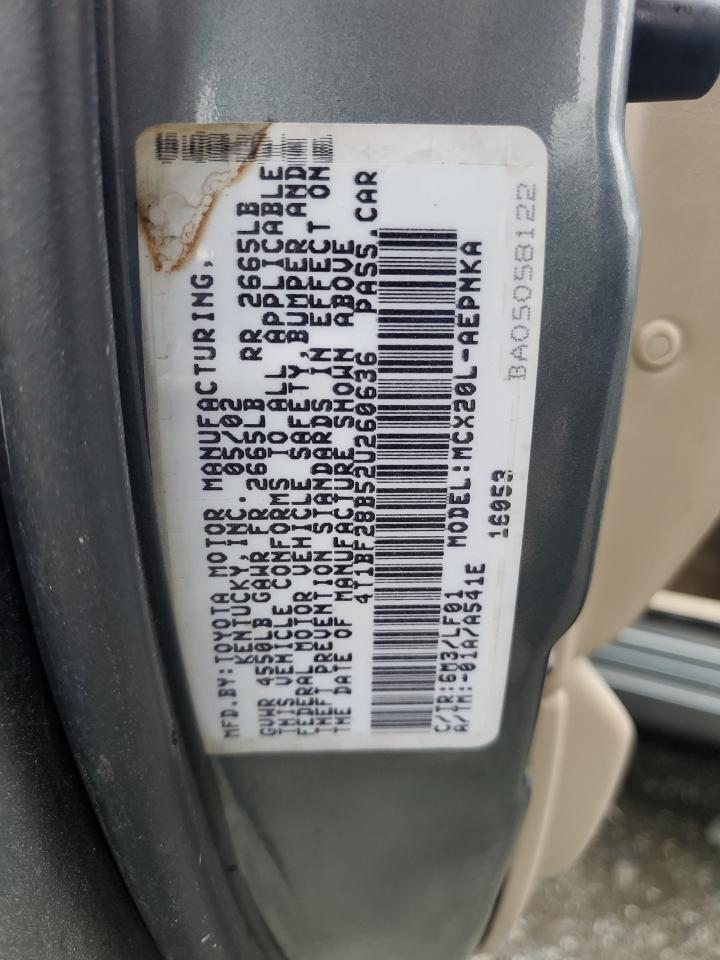 MFD.BY:TOYOTA MOTOR MANUFACTURING,
KENTUCKY,INC. 05/02
GVWR 4550LB GAWR FR 2665LB RR 2665LB
THIS VEHICLE CONFORMS TO ALL APPLICABLE
FEDERAL MOTOR VEHICLE SAFETY,BUMPER AND
THEFT PREVENTION STANDARDS IN EFFECT ON
THE DATE OF MANUFACTURE SHOWN ABOVE
4T1BF28B52U260636 PASS.CAR
C/TR:6M3/LF01 MODEL:MCX20L-AEPNKA
A/TM:-01A/A541E 16053
BA05058122